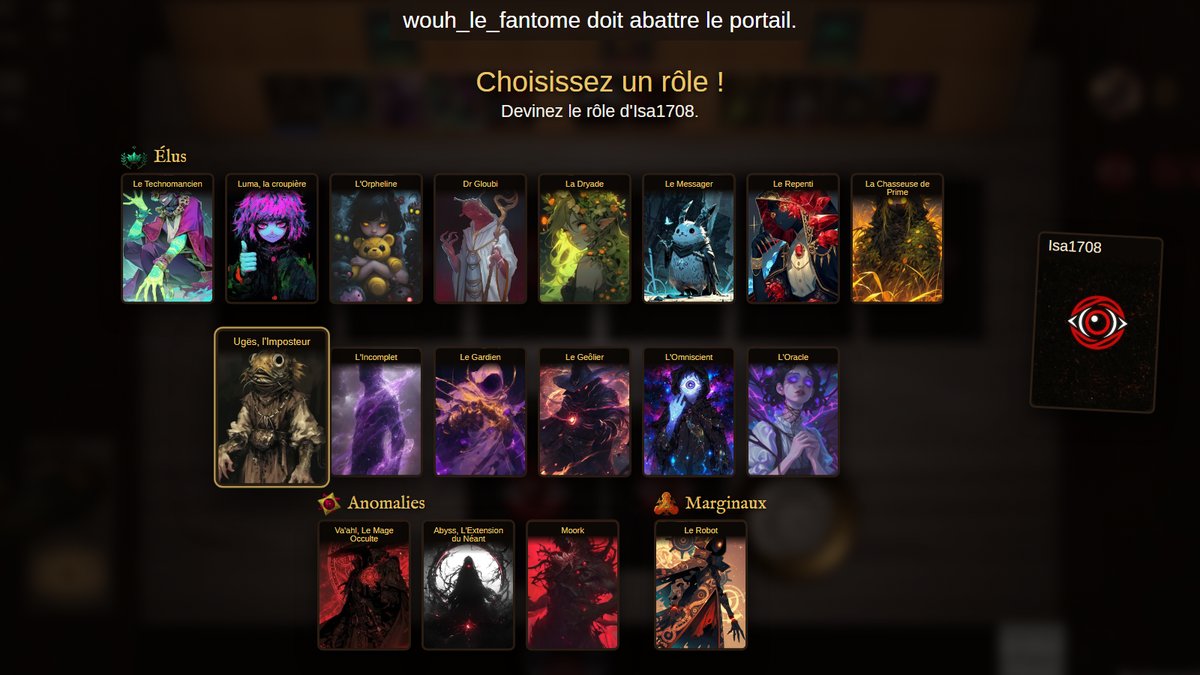 wouh_le_fantome doit abattre le portail.
Choisissez un rôle !
Devinez le rôle d'Isa1708.
Élus
Le Technomancien
Luma, la croupière
L'Orpheline
Dr Gloubi
La Dryade
Le Messager
Le Repenti
La Chasseuse de
Prime
Isa1708
Ugës, l'Imposteur
L'Incomplet
Le Gardien
Le Geôlier
L'Omniscient
L'Oracle
Anomalies
Marginaux
Va'ahl, Le Mage
Occulte
Abyss, L'Extension
du Néant
Moork
Le Robot